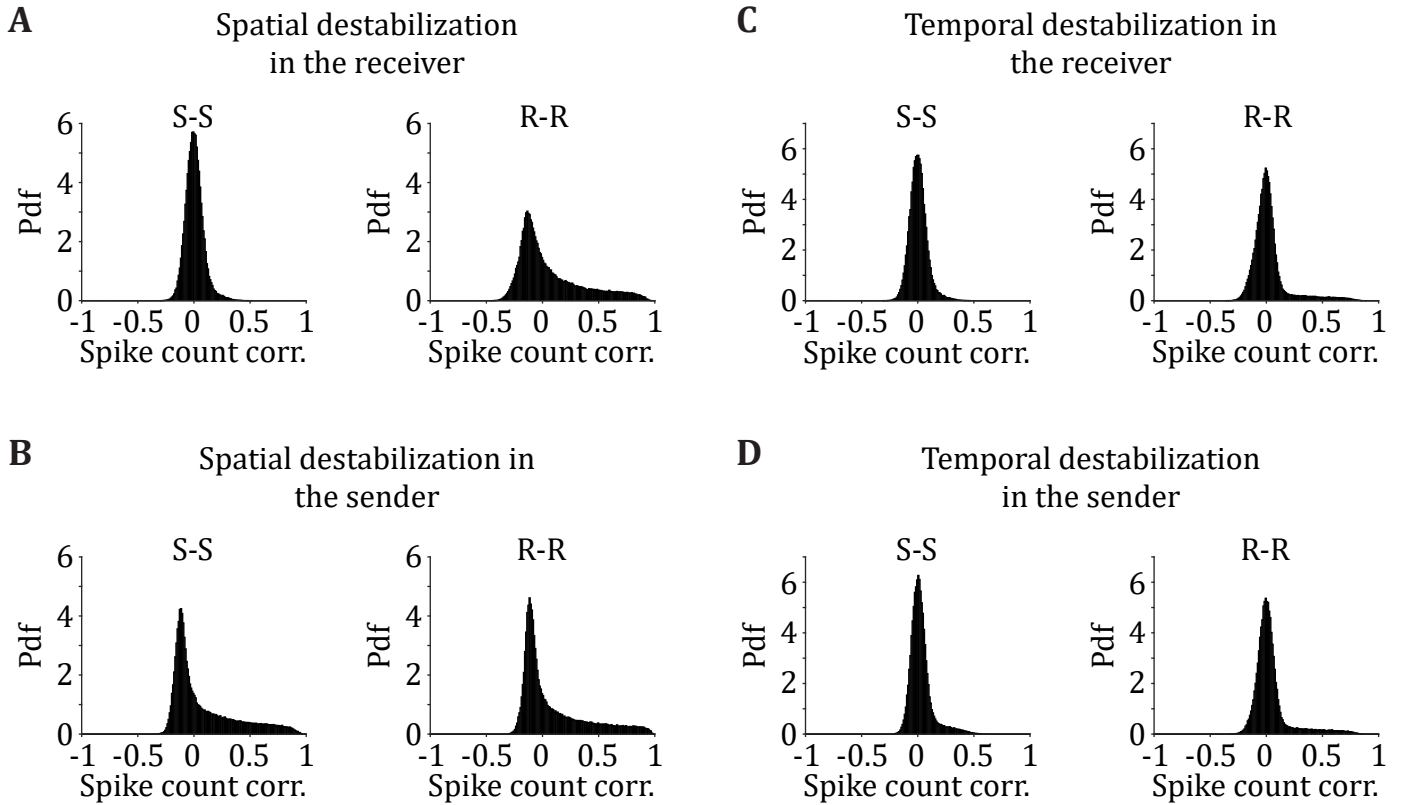 A
Spatial destabilization
in the receiver
S-S
6
4
2
0
Pdf
-1 -0.5 0 0.5 1
Spike count corr.
R-R
6
4
2
0
Pdf
-1 -0.5 0 0.5 1
Spike count corr.
C
Temporal destabilization in
the receiver
S-S
6
4
2
0
Pdf
-1 -0.5 0 0.5 1
Spike count corr.
R-R
6
4
2
0
Pdf
-1 -0.5 0 0.5 1
Spike count corr.
B
Spatial destabilization in
the sender
S-S
6
4
2
0
Pdf
-1 -0.5 0 0.5 1
Spike count corr.
R-R
6
4
2
0
Pdf
-1 -0.5 0 0.5 1
Spike count corr.
D
Temporal destabilization
in the sender
S-S
6
4
2
0
Pdf
-1 -0.5 0 0.5 1
Spike count corr.
R-R
6
4
2
0
Pdf
-1 -0.5 0 0.5 1
Spike count corr.